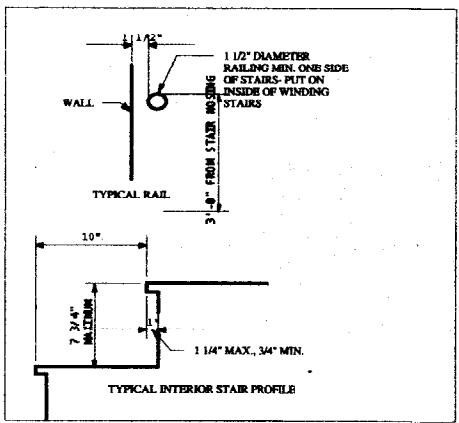 1 1/2"
1 1/2" DIAMETER
RAILING MIN. ONE SIDE
OF STAIRS- PUT ON
INSIDE OF WINDING
STAIRS
WALL
3'-0" FROM STAIR NOSING
TYPICAL RAIL
10"
7 3/4"
MAXIMUM
1"
1 1/4" MAX., 3/4" MIN.
TYPICAL INTERIOR STAIR PROFILE